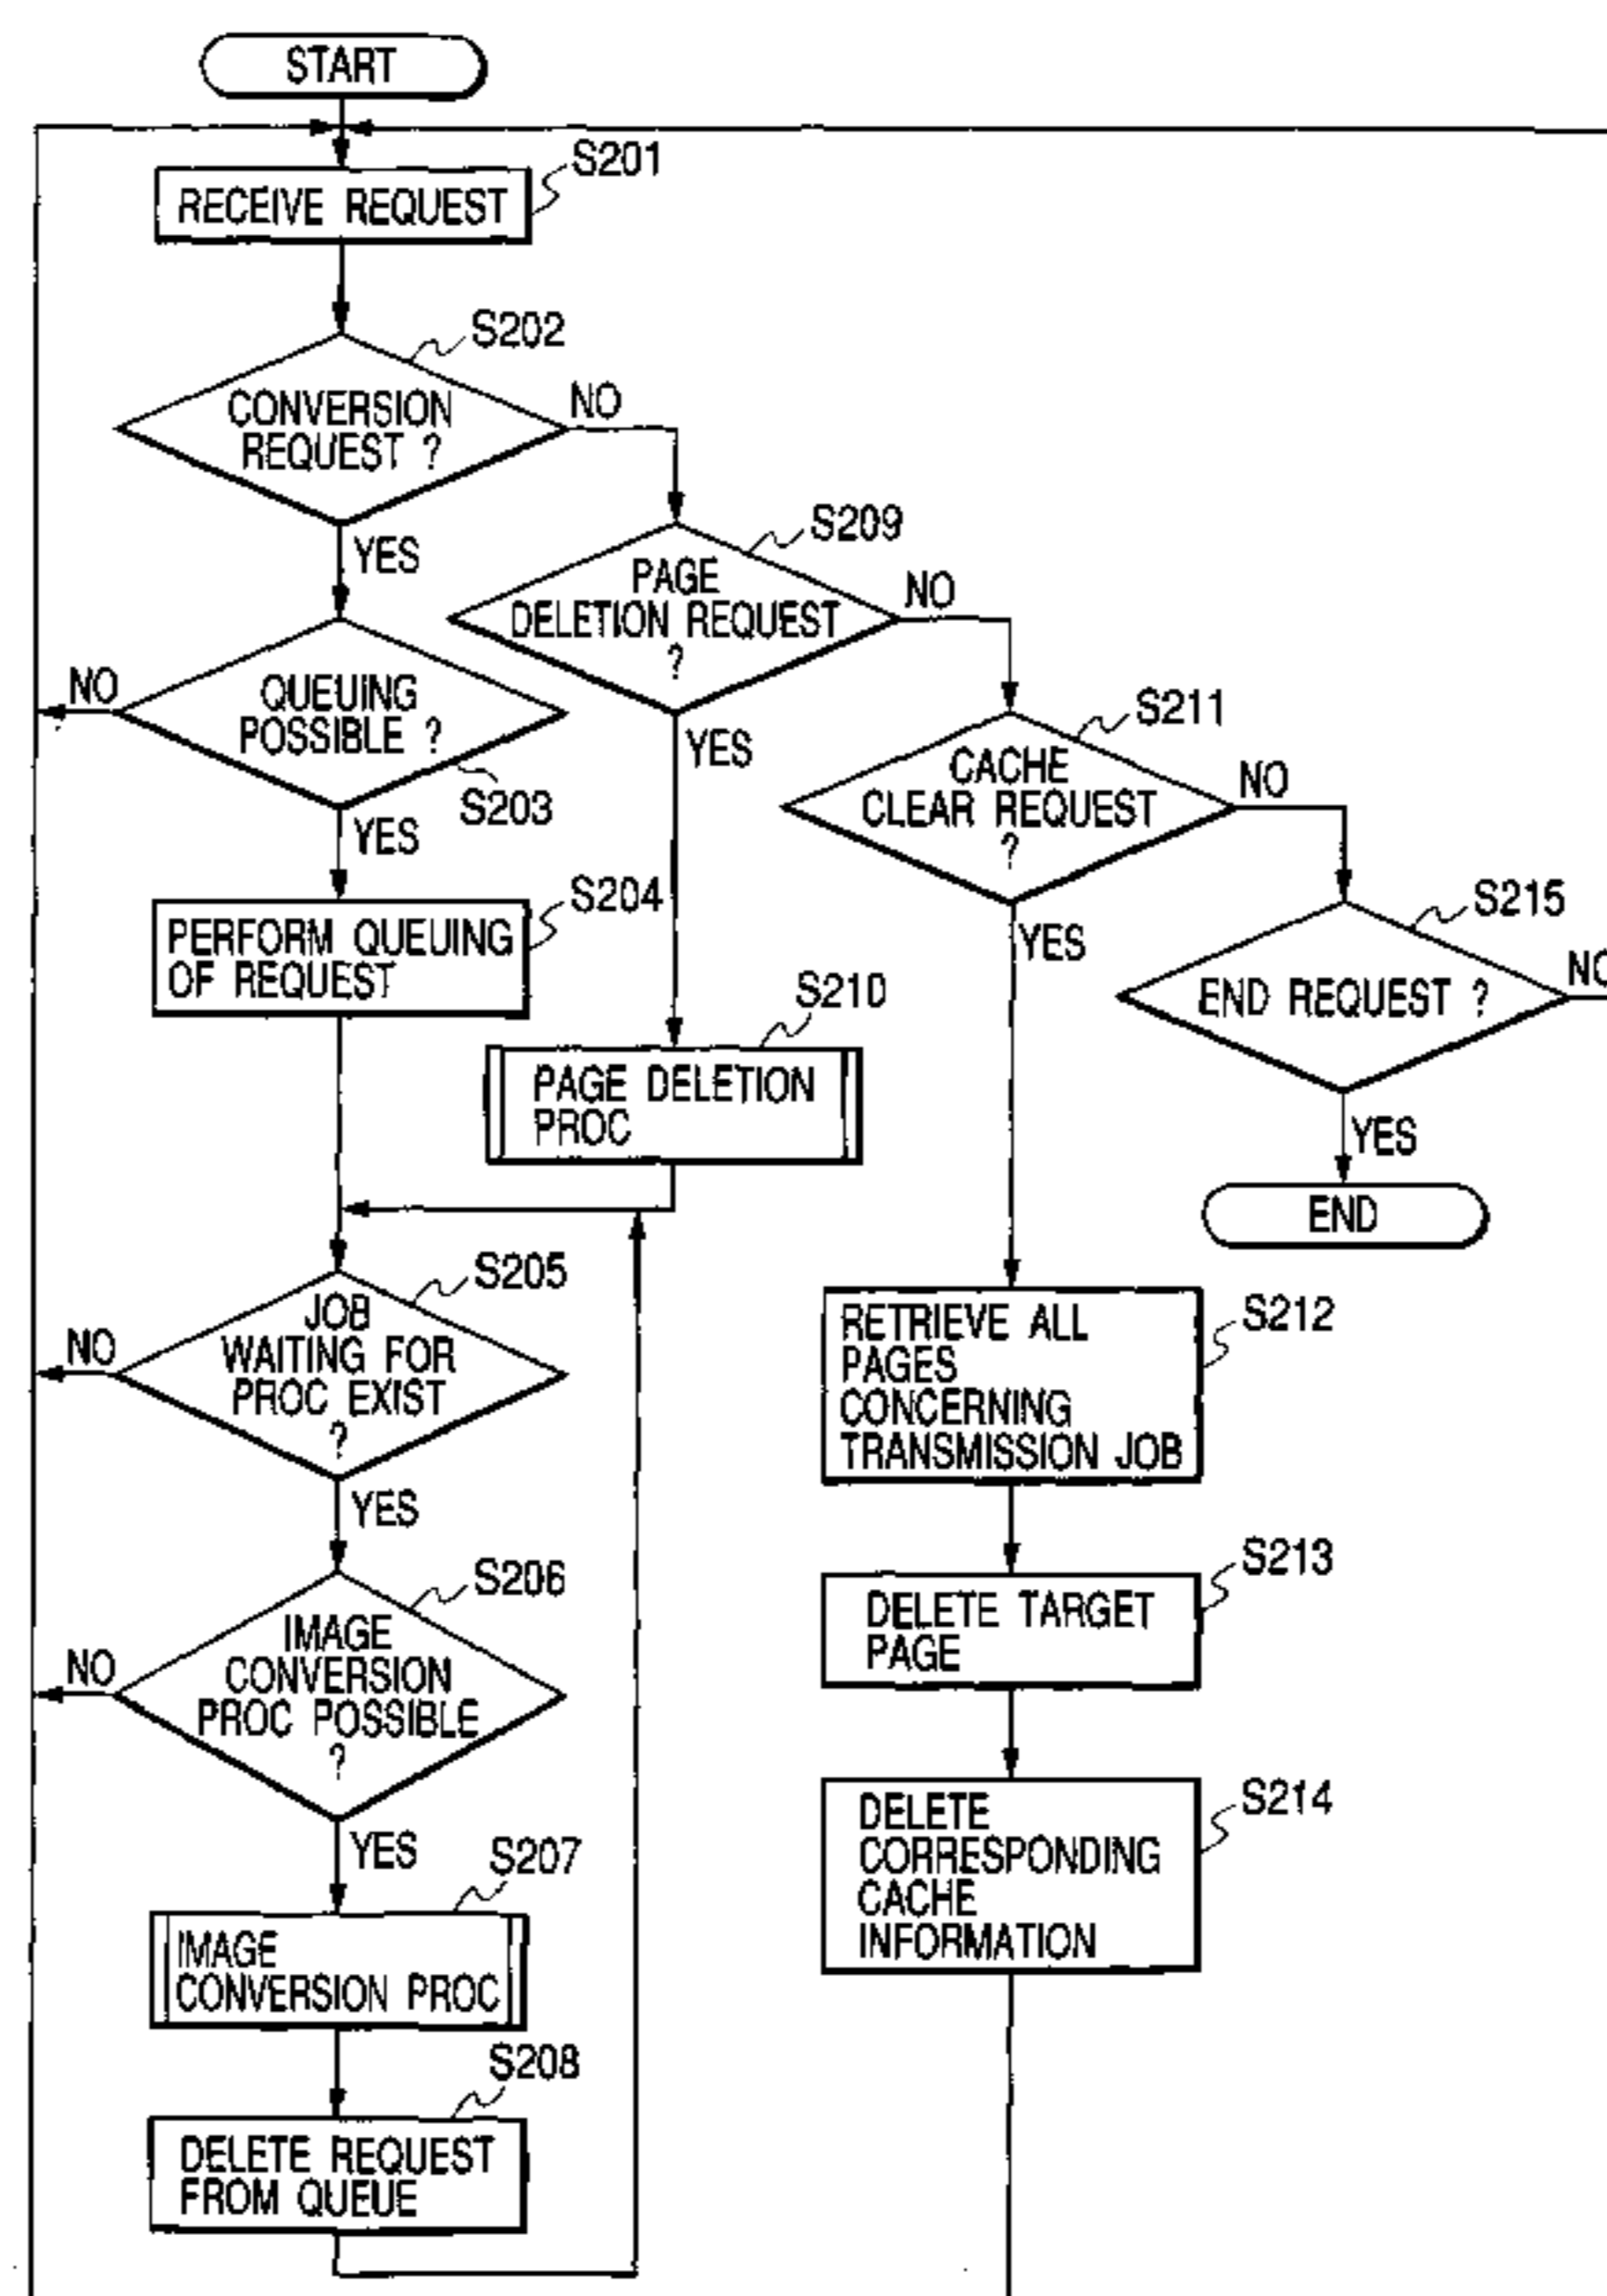 START
S201
RECEIVE REQUEST
S202
CONVERSION
REQUEST ?
NO
YES
S209
PAGE
DELETION REQUEST
?
NO
YES
QUEUING
POSSIBLE ?
NO
S203
YES
S211
CACHE
CLEAR REQUEST
?
NO
YES
S204
PERFORM QUEUING
OF REQUEST
S215
END REQUEST ?
NO
YES
END
S210
PAGE DELETION
PROC
S205
JOB
WAITING FOR
PROC EXIST
?
NO
YES
S212
RETRIEVE ALL
PAGES
CONCERNING
TRANSMISSION JOB
S206
IMAGE
CONVERSION
PROC POSSIBLE
?
NO
YES
S213
DELETE TARGET
PAGE
S207
IMAGE
CONVERSION PROC
S214
DELETE
CORRESPONDING
CACHE
INFORMATION
S208
DELETE REQUEST
FROM QUEUE